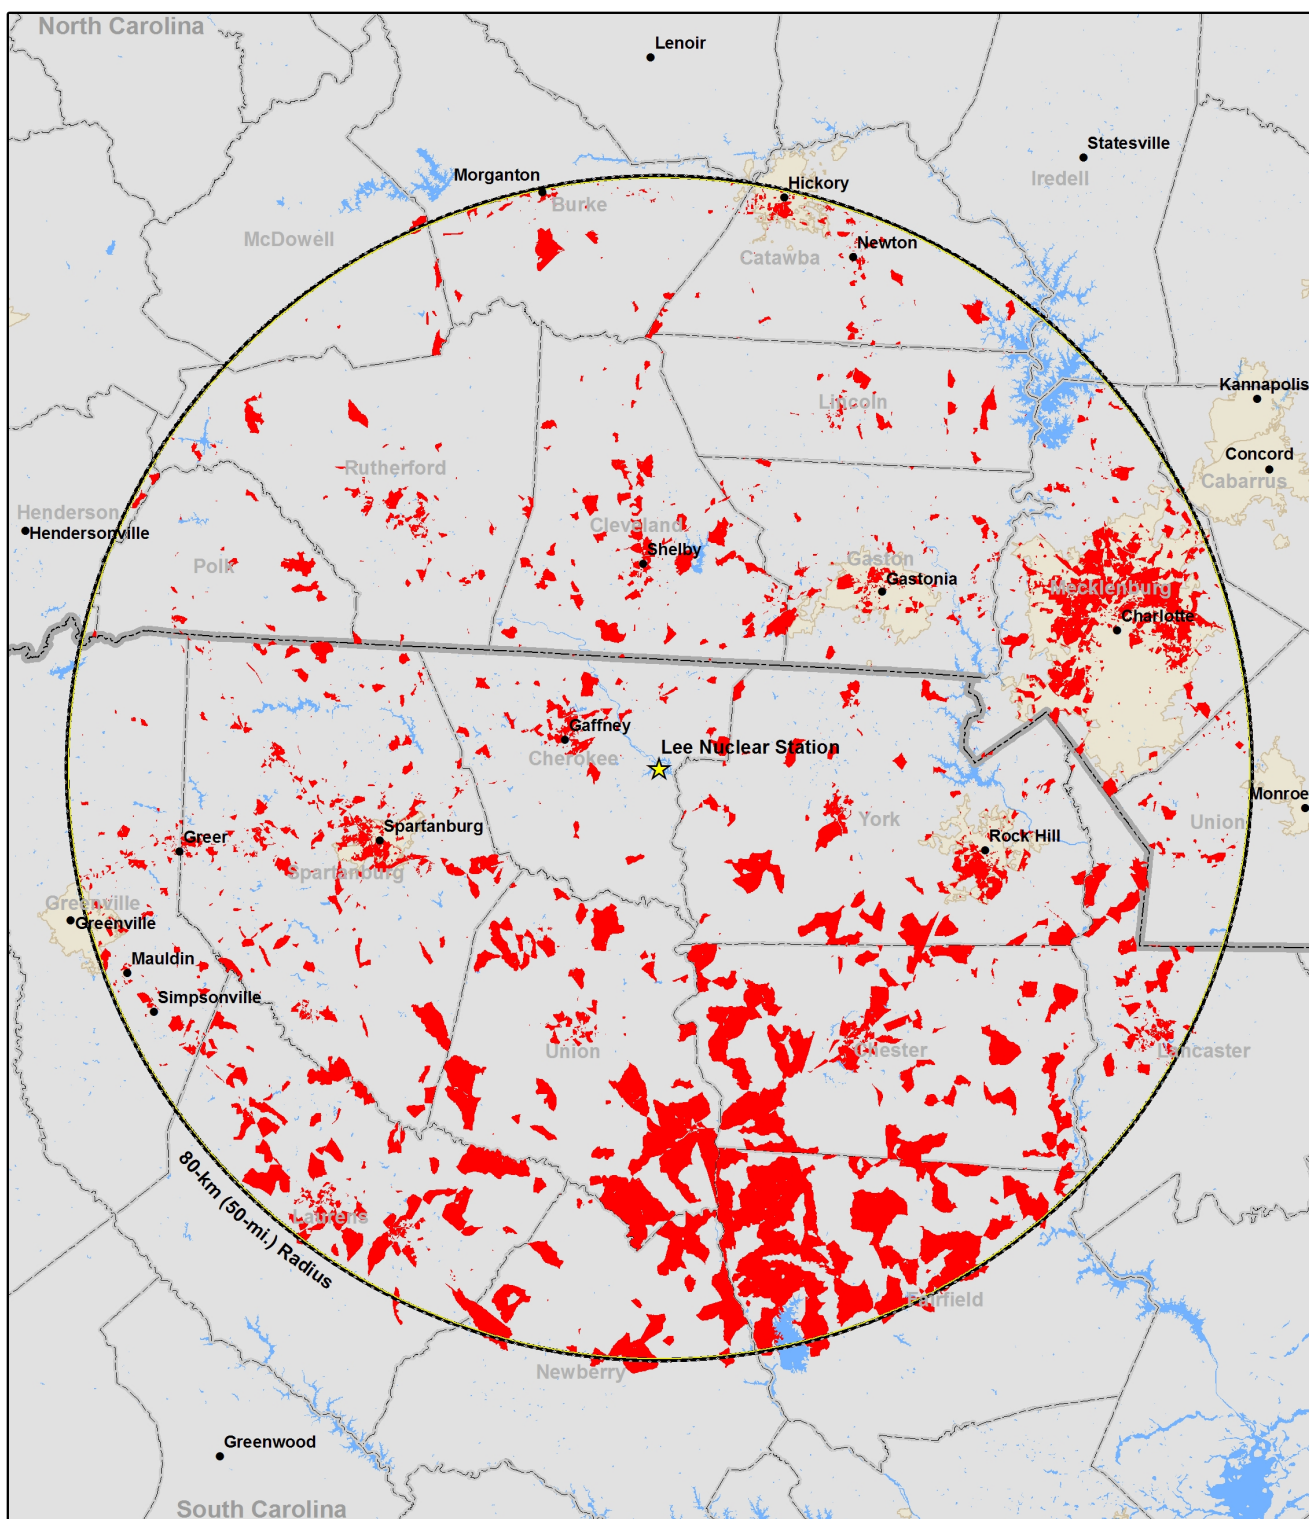 North Carolina
Lenoir
Statesville
Iredell
Morganton
Hickory
Burke
McDowell
Newton
Catawba
Kannapolis
Lincoln
Concord
Rutherford
Cabarrus
Henderson
Hendersonville
Cleveland
Shelby
Gaston
Polk
Gastonia
Mecklenburg
Charlotte
Gaffney
Lee Nuclear Station
Cherokee
Monroe
York
Union
Spartanburg
Greer
Rock Hill
Spartanburg
Greenville
Greenville
Mauldin
Simpsonville
Union
Chester
Lancaster
80-km (50-mi.) Radius
Laurens
Fairfield
Newberry
Greenwood
South Carolina